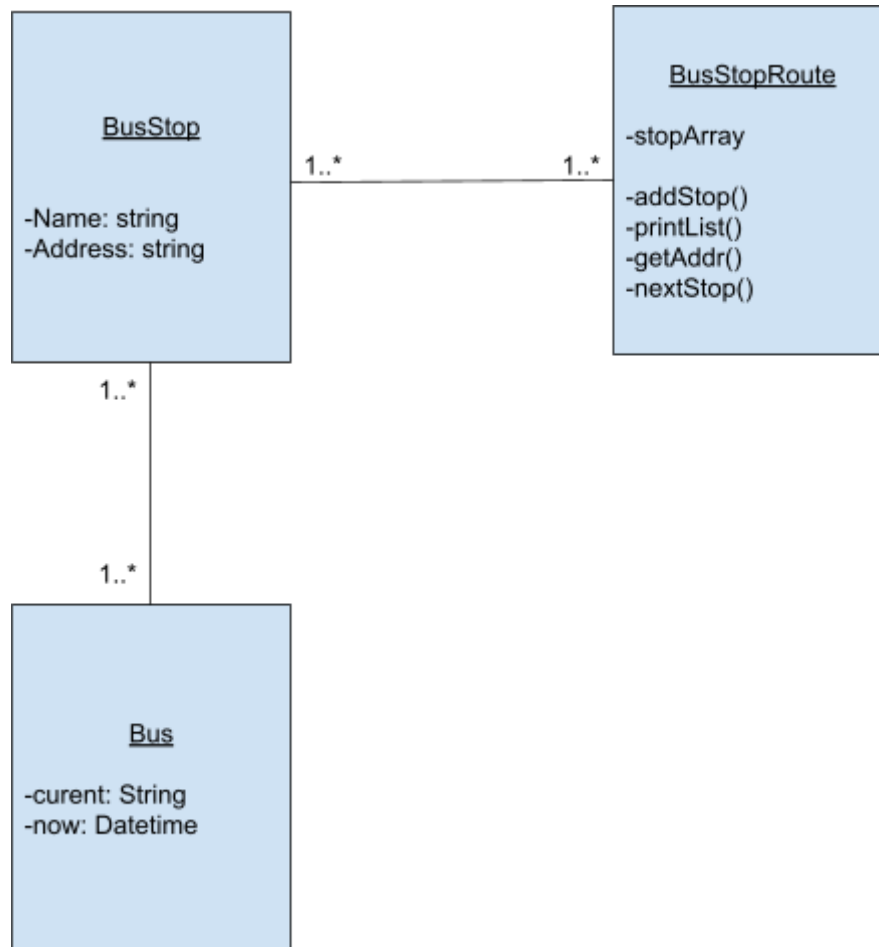 BusStop
-Name: string
-Address: string
1..*
1..*
BusStopRoute
-stopArray
-addStop()
-printList()
-getAddr()
-nextStop()
1..*
1..*
Bus
-curent: String
-now: Datetime